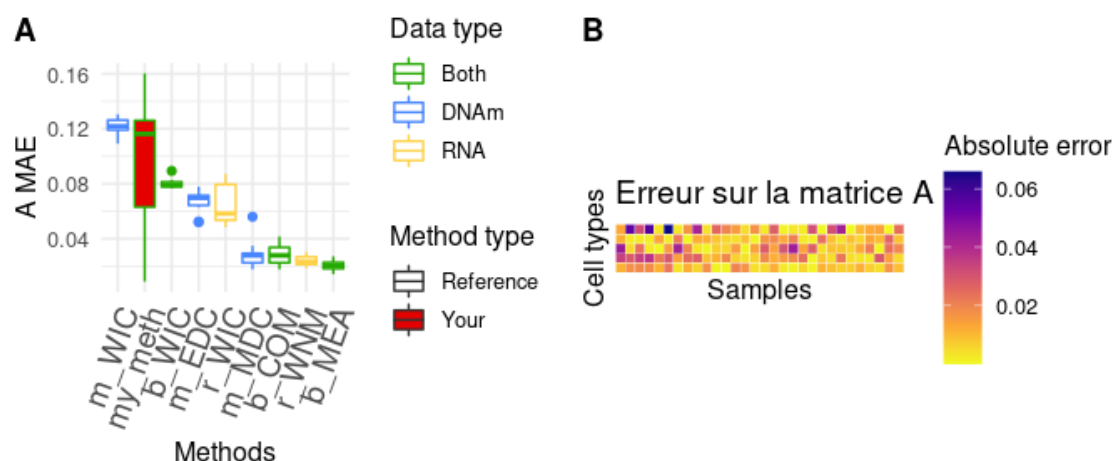 A
A MAE
0.16
0.12
0.08
0.04
m_WIC
my_meth
b_WIC
m_EDC
r_WIC
m_MDC
b_COM
r_WNM
b_MEA
Methods
Data type
Both
DNAm
RNA
Method type
Reference
Your
B
Erreur sur la matrice A
Cell types
Samples
Absolute error
0.06
0.04
0.02